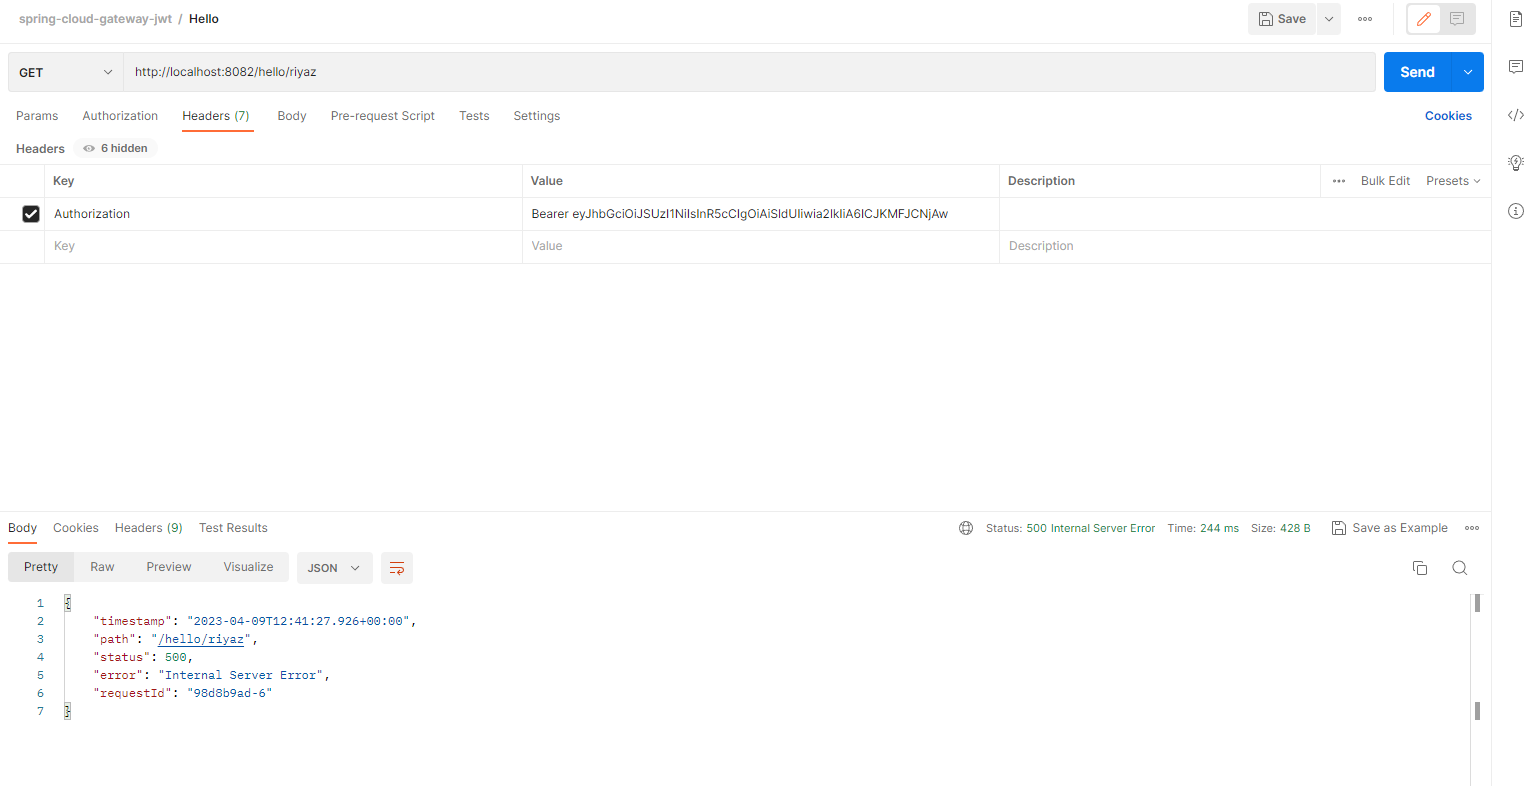 spring-cloud-gateway-jwt / Hello
Save
GET
http://localhost:8082/hello/riyaz
Send
Params Authorization Headers (7) Body Pre-request Script Tests Settings Cookies
Headers 6 hidden
Key Value Description Bulk Edit Presets
Authorization Bearer eyJhbGciOiJSUzI1NiIsInR5cCIgOiAiSldUIiwia2lkIiA6ICJKMFJCNjAw
Key Value Description
Body Cookies Headers (9) Test Results Status: 500 Internal Server Error Time: 244 ms Size: 428 B Save as Example
Pretty Raw Preview Visualize JSON
1 {
2 "timestamp": "2023-04-09T12:41:27.926+00:00",
3 "path": "/hello/riyaz",
4 "status": 500,
5 "error": "Internal Server Error",
6 "requestId": "98d8b9ad-6"
7 }